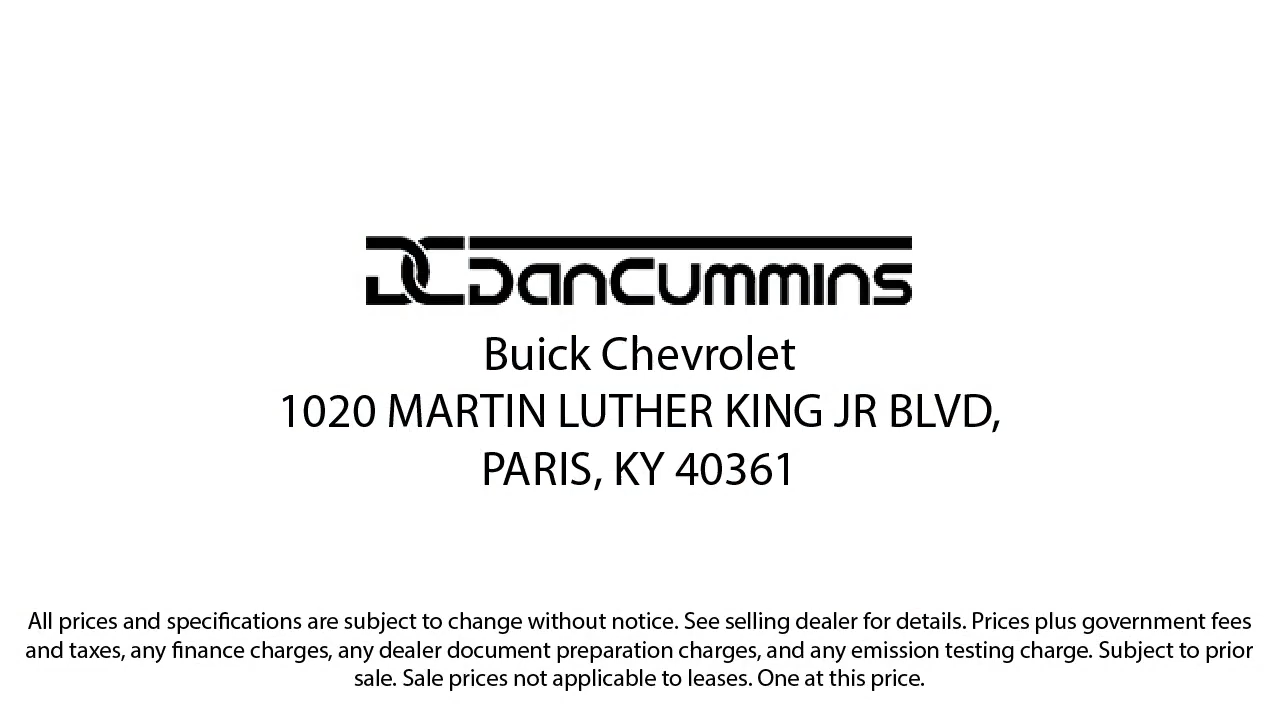 DC DanCummins
Buick Chevrolet
1020 MARTIN LUTHER KING JR BLVD,
PARIS, KY 40361
All prices and specifications are subject to change without notice. See selling dealer for details. Prices plus government fees
and taxes, any finance charges, any dealer document preparation charges, and any emission testing charge. Subject to prior
sale. Sale prices not applicable to leases. One at this price.